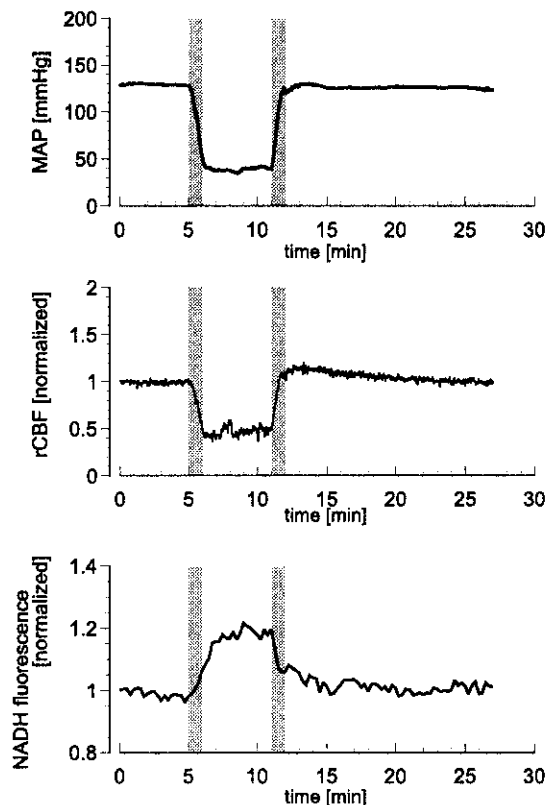 200
150
100
50
0
MAP [mmHg]
0 5 10 15 20 25 30
time [min]
2
1.5
1
0.5
0
rCBF [normalized]
0 5 10 15 20 25 30
time [min]
1.4
1.2
1
0.8
NADH fluorescence
[normalized]
0 5 10 15 20 25 30
time [min]